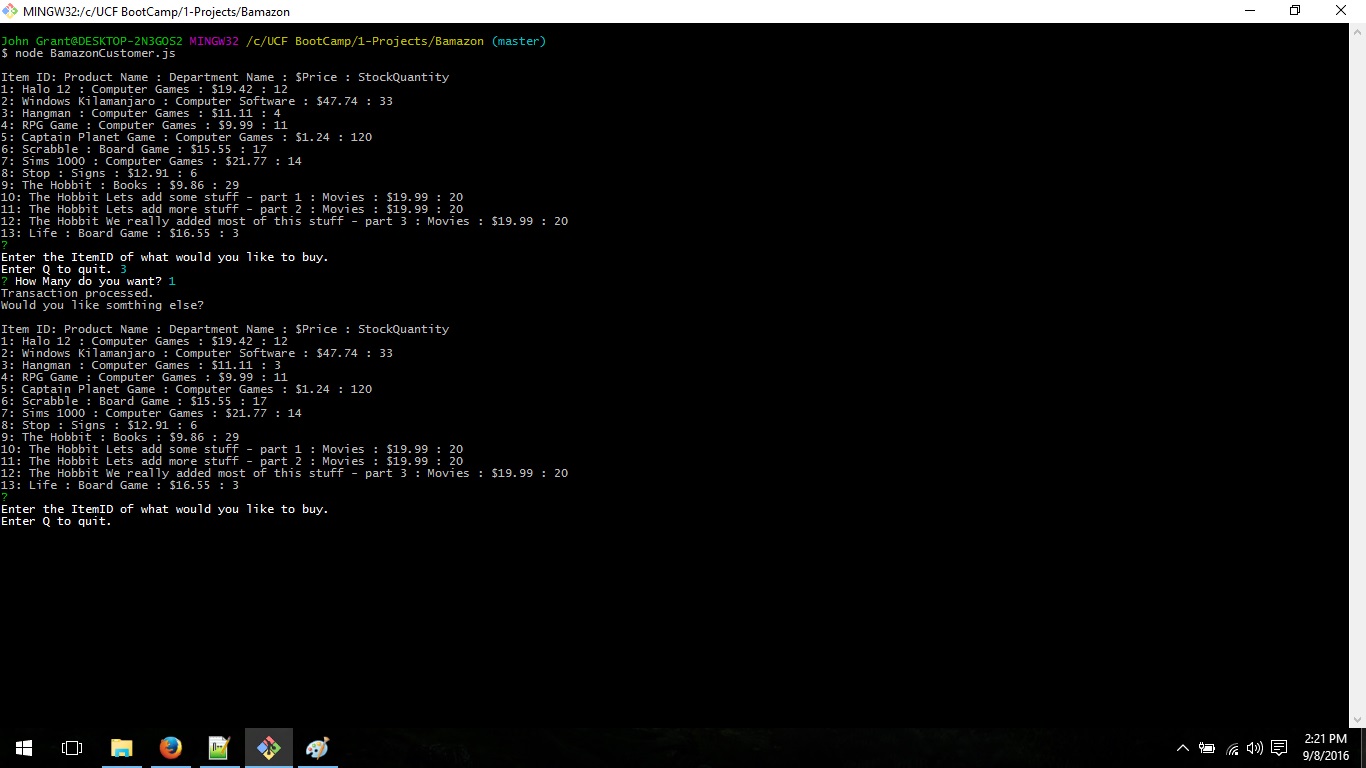 MINGW32:/c/UCF BootCamp/1-Projects/Bamazon
John Grant@DESKTOP-2N3GOS2 MINGW32 /c/UCF BootCamp/1-Projects/Bamazon (master)
$ node BamazonCustomer.js
Item ID: Product Name : Department Name : $Price : StockQuantity
1: Halo 12 : Computer Games : $19.42 : 12
2: Windows Kilamanjaro : Computer Software : $47.74 : 33
3: Hangman : Computer Games : $11.11 : 4
4: RPG Game : Computer Games : $9.99 : 11
5: Captain Planet Game : Computer Games : $1.24 : 120
6: Scrabble : Board Game : $15.55 : 17
7: Sims 1000 : Computer Games : $21.77 : 14
8: Stop : Signs : $12.91 : 6
9: The Hobbit : Books : $9.86 : 29
10: The Hobbit Lets add some stuff - part 1 : Movies : $19.99 : 20
11: The Hobbit Lets add more stuff - part 2 : Movies : $19.99 : 20
12: The Hobbit We really added most of this stuff - part 3 : Movies : $19.99 : 20
13: Life : Board Game : $16.55 : 3
?
Enter the ItemID of what would you like to buy.
Enter Q to quit. 3
? How Many do you want? 1
Transaction processed.
Would you like somthing else?
Item ID: Product Name : Department Name : $Price : StockQuantity
1: Halo 12 : Computer Games : $19.42 : 12
2: Windows Kilamanjaro : Computer Software : $47.74 : 33
3: Hangman : Computer Games : $11.11 : 3
4: RPG Game : Computer Games : $9.99 : 11
5: Captain Planet Game : Computer Games : $1.24 : 120
6: Scrabble : Board Game : $15.55 : 17
7: Sims 1000 : Computer Games : $21.77 : 14
8: Stop : Signs : $12.91 : 6
9: The Hobbit : Books : $9.86 : 29
10: The Hobbit Lets add some stuff - part 1 : Movies : $19.99 : 20
11: The Hobbit Lets add more stuff - part 2 : Movies : $19.99 : 20
12: The Hobbit We really added most of this stuff - part 3 : Movies : $19.99 : 20
13: Life : Board Game : $16.55 : 3
?
Enter the ItemID of what would you like to buy.
Enter Q to quit.
2:21 PM
9/8/2016